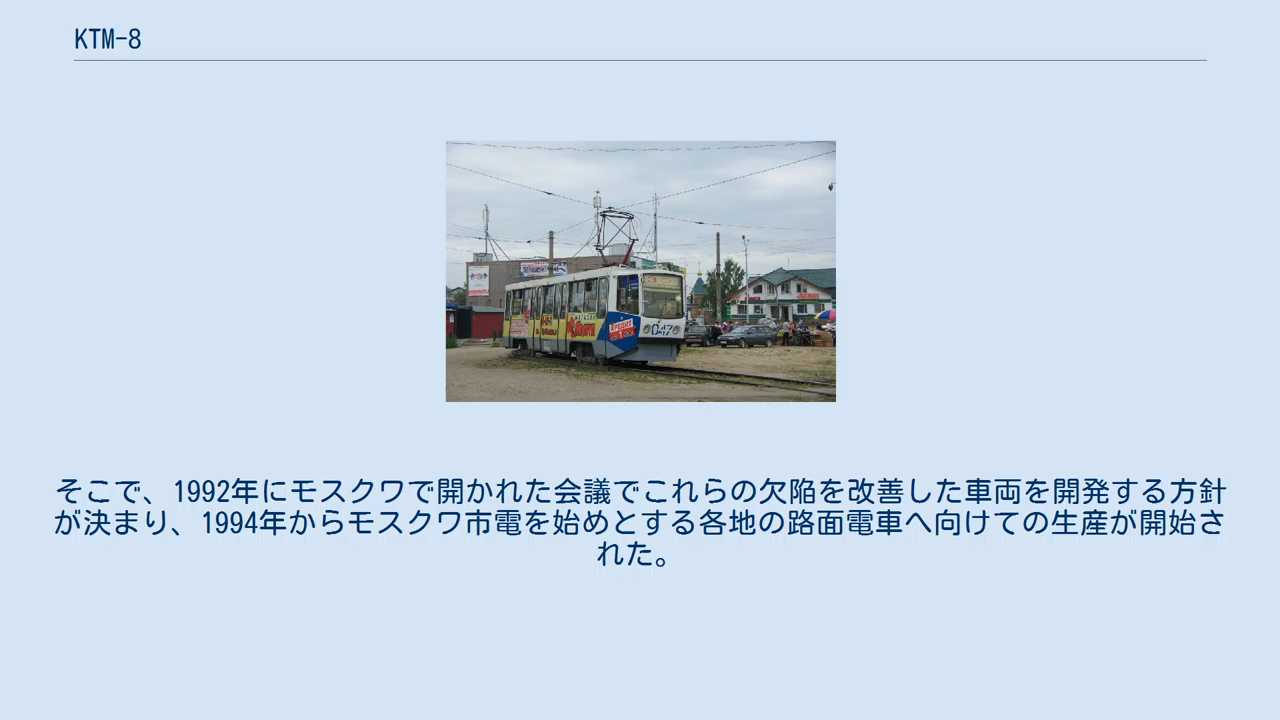 KTM-8
047
そこで、1992年にモスクワで開かれた会議でこれらの欠陥を改善した車両を開発する方針
が決まり、1994年からモスクワ市電を始めとする各地の路面電車へ向けての生産が開始さ
れた。